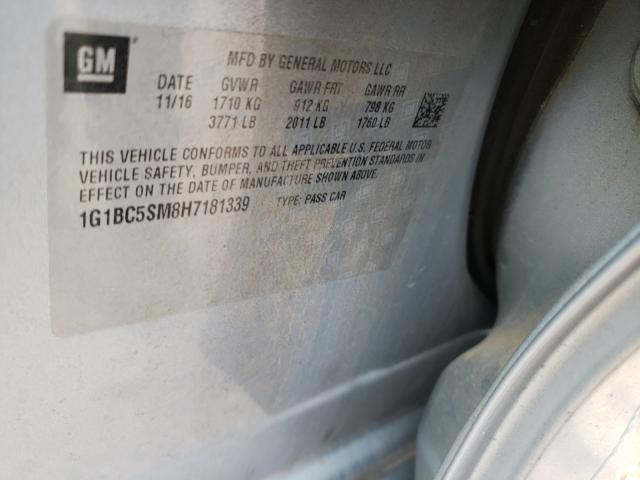 GM
MFD BY GENERAL MOTORS LLC
DATE GVWR GAWR FRT GAWR RR
11/16 1710 KG 912 KG 798 KG
3771 LB 2011 LB 1760 LB
THIS VEHICLE CONFORMS TO ALL APPLICABLE U.S. FEDERAL MOTOR
VEHICLE SAFETY, BUMPER, AND THEFT PREVENTION STANDARDS IN
EFFECT ON THE DATE OF MANUFACTURE SHOWN ABOVE.
1G1BC5SM8H7181339 TYPE: PASS CAR